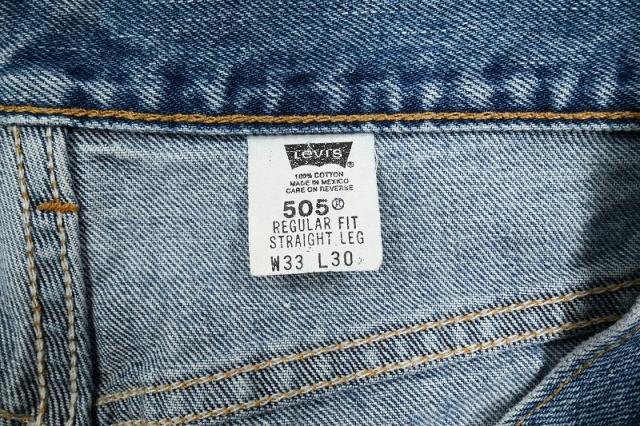 Levi's®
100% COTTON
MADE IN MEXICO
CARE ON REVERSE
505®
REGULAR FIT
STRAIGHT LEG
W33 L30